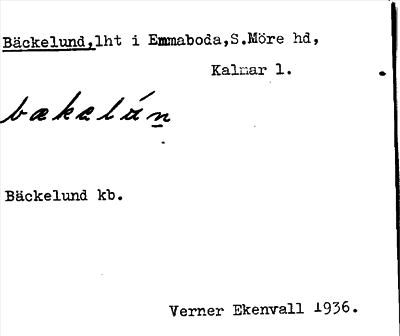 Bäckelund,lht i Emmaboda,S.Möre hd,
Kalmar l.
Bäckelund kb.
Verner Ekenvall 1936.